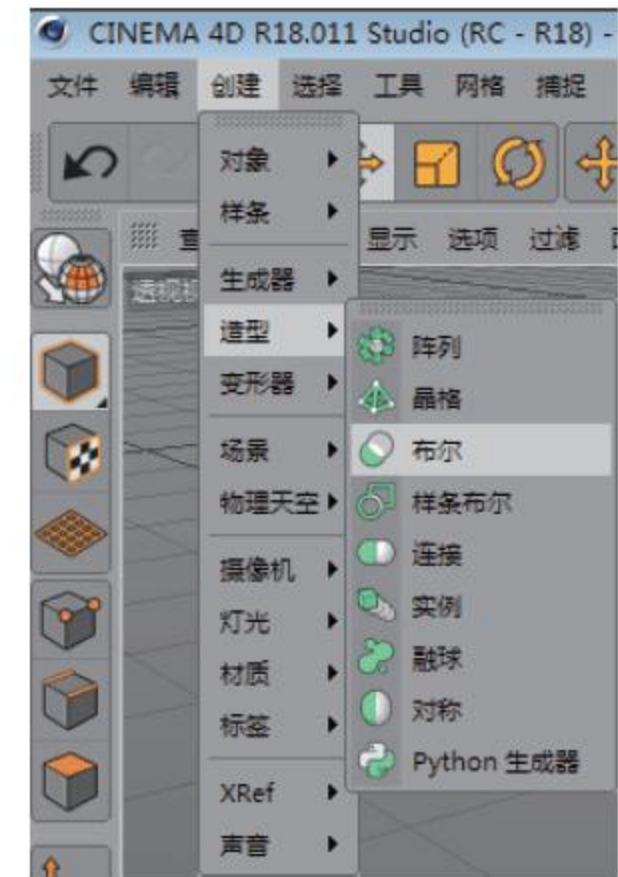 CINEMA 4D R18.011 Studio (RC - R18) -
文件 编辑 创建 选择 工具 网格 捕捉
对象
样条
显示 选项 过滤
生成器
造型
变形器
场景
物理天空
摄像机
灯光
材质
标签
XRef
声音
阵列
晶格
布尔
样条布尔
连接
实例
融球
对称
Python 生成器